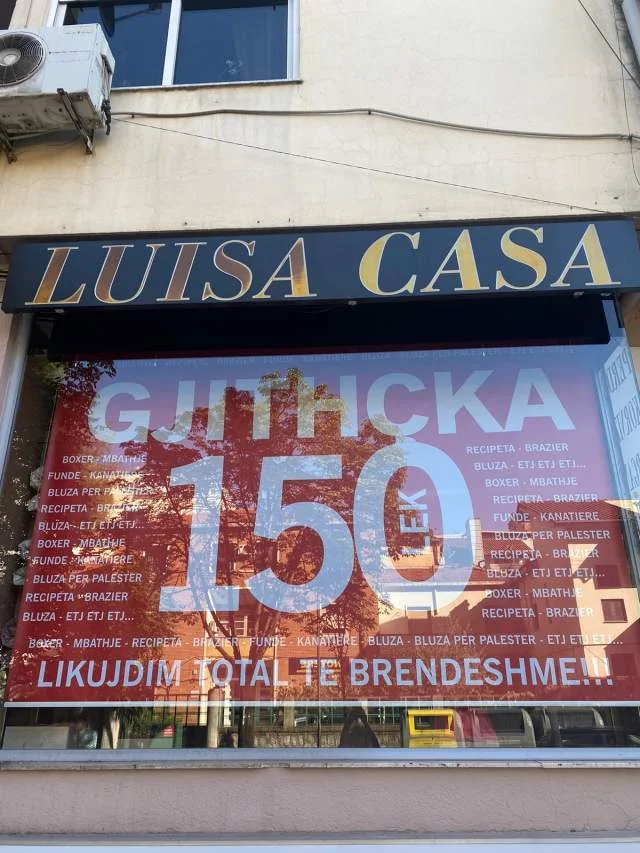 LUISA CASA
GJITHCKA
150 LEK
BOXER - MBATHJE
FUNDE - KANATIERE
BLUZA PER PALESTER
RECIPETA - BRAZIER
BLUZA - ETJ ETJ ETJ...
BOXER - MBATHJE
FUNDE - KANATIERE
BLUZA PER PALESTER
RECIPETA - BRAZIER
BLUZA - ETJ ETJ ETJ...
RECIPETA - BRAZIER
BLUZA - ETJ ETJ ETJ...
BOXER - MBATHJE
RECIPETA - BRAZIER
FUNDE - KANATIERE
BLUZA PER PALESTER
RECIPETA - BRAZIER
BLUZA - ETJ ETJ ETJ...
BOXER - MBATHJE
RECIPETA - BRAZIER
BOXER - MBATHJE - RECIPETA - BRAZIER - FUNDE - KANATIERE - BLUZA - BLUZA PER PALESTER - ETJ ETJ...
LIKUJDIM TOTAL TE BRENDESHME!!!